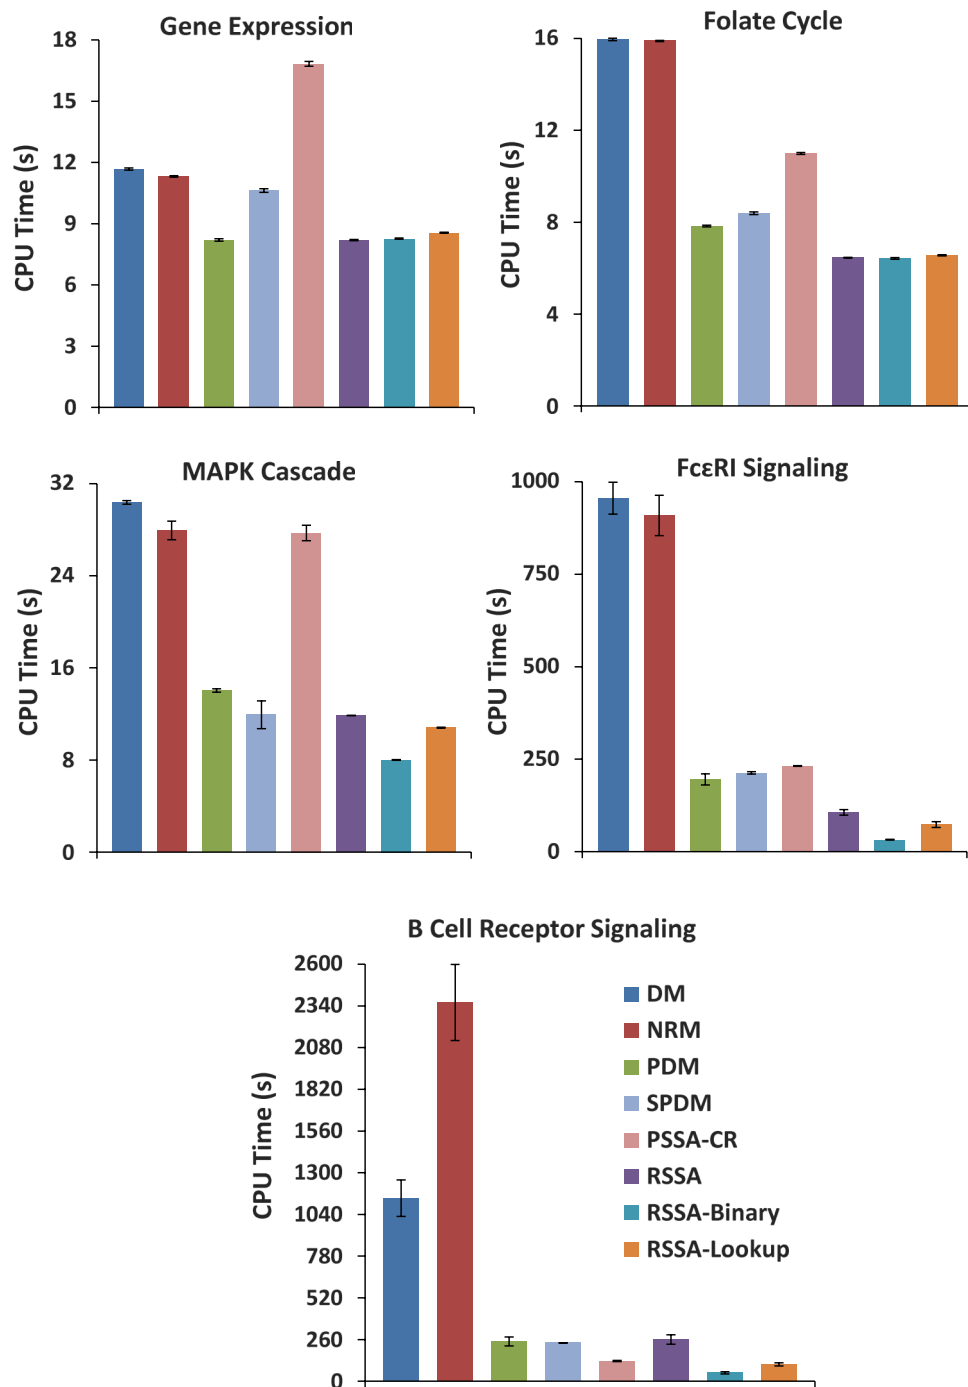 Gene Expression
18
15
12
9
6
3
0
CPU Time (s)
Folate Cycle
16
12
8
4
0
CPU Time (s)
MAPK Cascade
32
24
16
8
0
CPU Time (s)
FcεRI Signaling
1000
750
500
250
0
CPU Time (s)
B Cell Receptor Signaling
2600
2340
2080
1820
1560
1300
1040
780
520
260
0
CPU Time (s)
DM
NRM
PDM
SPDM
PSSA-CR
RSSA
RSSA-Binary
RSSA-Lookup